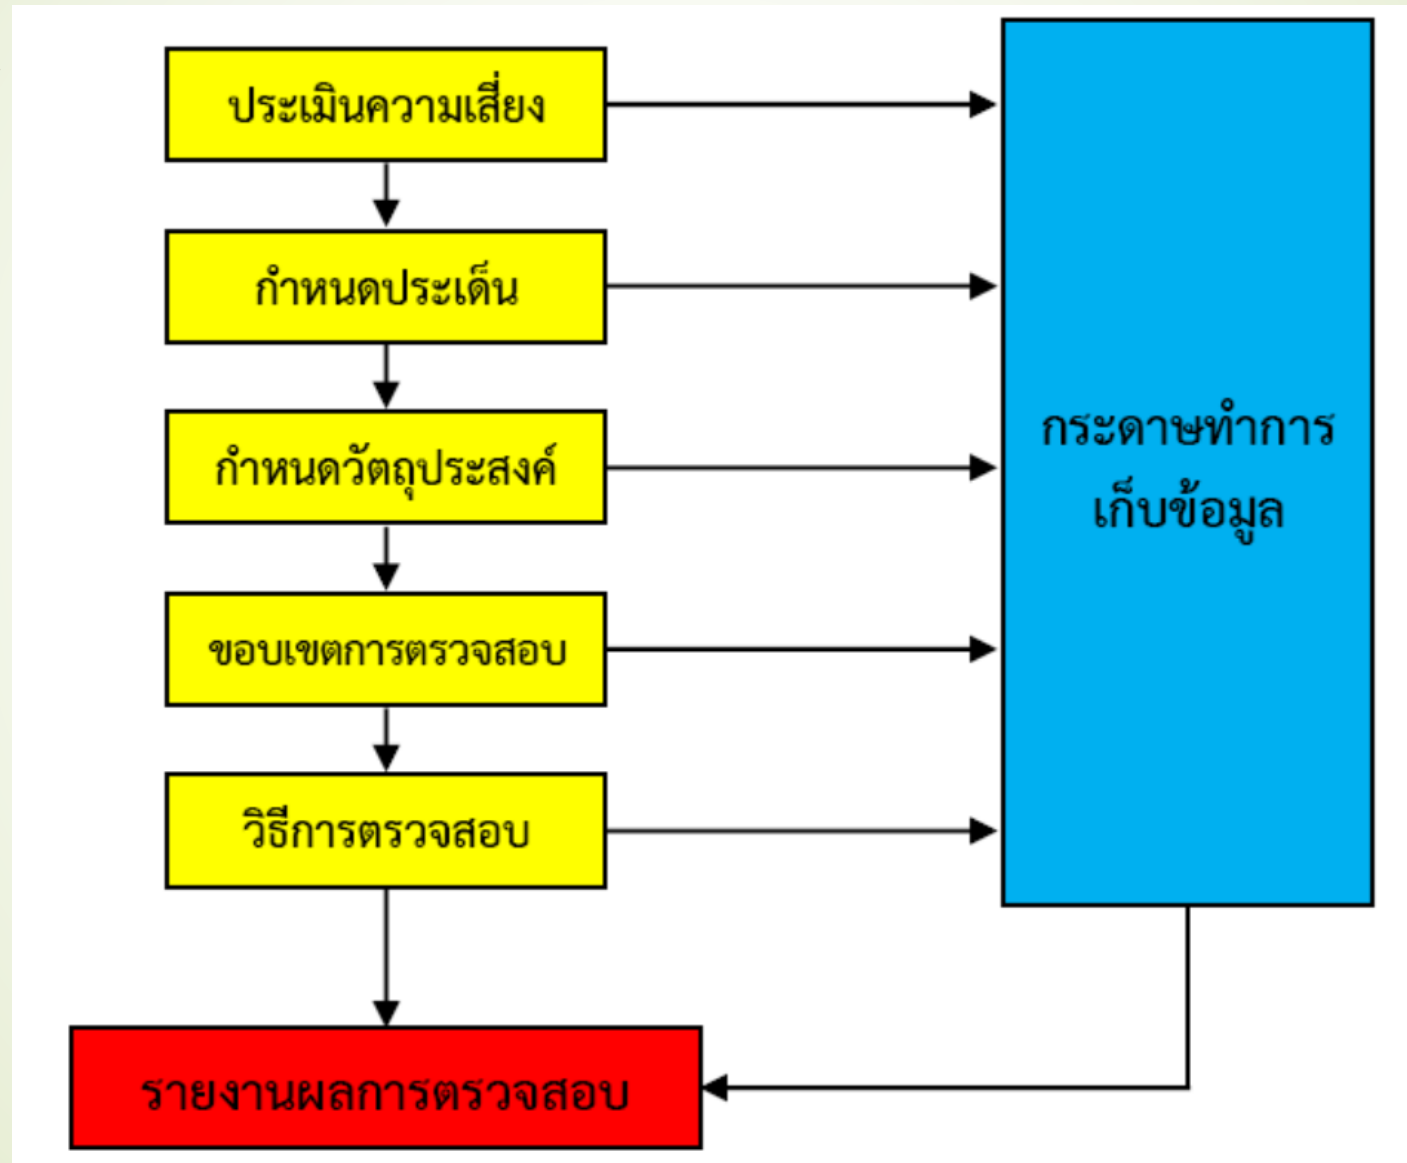 ประเมินความเสี่ยง
กำหนดประเด็น
กำหนดวัตถุประสงค์
ขอบเขตการตรวจสอบ
วิธีการตรวจสอบ
กระดาษทำการ
เก็บข้อมูล
รายงานผลการตรวจสอบ